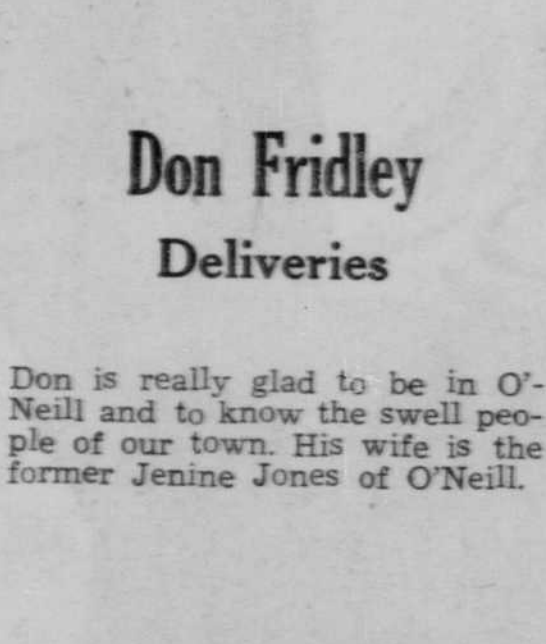 Don Fridley
Deliveries
Don is really glad to be in O'-
Neill and to know the swell peo-
ple of our town. His wife is the
former Jenine Jones of O'Neill.